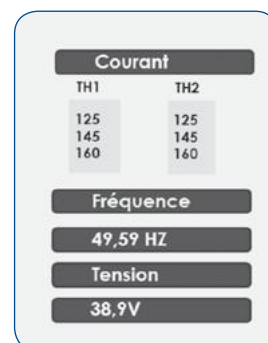 Courant
TH1 TH2
125 125
145 145
160 160
Fréquence
49,59 HZ
Tension
38,9V